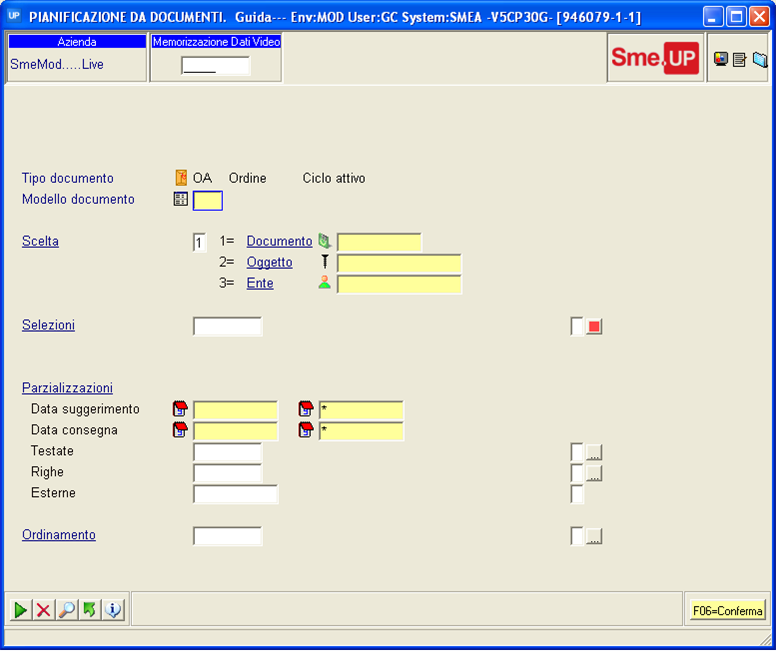 UP PIANIFICAZIONE DA DOCUMENTI. Guida--- Env:MOD User:GC System:SMEA -V5CP30G- [946079-1-1]
Azienda Memorizzazione Dati Video
SmeMod.....Live _____
Sme.UP
Tipo documento OA Ordine Ciclo attivo
Modello documento
Scelta 1 1= Documento
2= Oggetto
3= Ente
Selezioni
Parzializzazioni
Data suggerimento *
Data consegna *
Testate ...
Righe ...
Esterne
Ordinamento ...
F06=Conferma